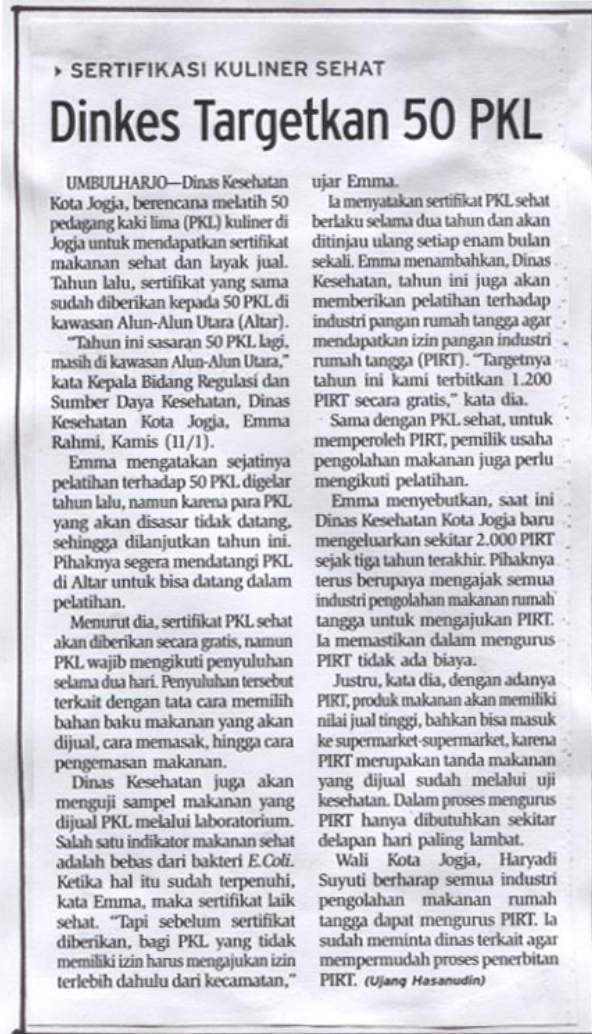 ▸ SERTIFIKASI KULINER SEHAT
Dinkes Targetkan 50 PKL
UMBULHARJO—Dinas Kesehatan
Kota Jogja, berencana melatih 50
pedagang kaki lima (PKL) kuliner di
Jogja untuk mendapatkan sertifikat
makanan sehat dan layak jual.
Tahun lalu, sertifikat yang sama
sudah diberikan kepada 50 PKL di
kawasan Alun-Alun Utara (Altar).
"Tahun ini sasaran 50 PKL lagi,
masih di kawasan Alun-Alun Utara,"
kata Kepala Bidang Regulasi dan
Sumber Daya Kesehatan, Dinas
Kesehatan Kota Jogja, Emma
Rahmi, Kamis (11/1).
Emma mengatakan sejatinya
pelatihan terhadap 50 PKL digelar
tahun lalu, namun karena para PKL
yang akan disasar tidak datang,
sehingga dilanjutkan tahun ini.
Pihaknya segera mendatangi PKL
di Altar untuk bisa datang dalam
pelatihan.
Menurut dia, sertifikat PKL sehat
akan diberikan secara gratis, namun
PKL wajib mengikuti penyuluhan
selama dua hari. Penyuluhan tersebut
terkait dengan tata cara memilih
bahan baku makanan yang akan
dijual, cara memasak, hingga cara
pengemasan makanan.
Dinas Kesehatan juga akan
menguji sampel makanan yang
dijual PKL melalui laboratorium.
Salah satu indikator makanan sehat
adalah bebas dari bakteri E.Coli.
Ketika hal itu sudah terpenuhi,
kata Emma, maka sertifikat laik
sehat. "Tapi sebelum sertifikat
diberikan, bagi PKL yang tidak
memiliki izin harus mengajukan izin
terlebih dahulu dari kecamatan,"
ujar Emma.
Ia menyatakan sertifikat PKL sehat
berlaku selama dua tahun dan akan
ditinjau ulang setiap enam bulan
sekali. Emma menambahkan, Dinas
Kesehatan, tahun ini juga akan
memberikan pelatihan terhadap
industri pangan rumah tangga agar
mendapatkan izin pangan industri
rumah tangga (PIRT). "Targetnya
tahun ini kami terbitkan 1.200
PIRT secara gratis," kata dia.
Sama dengan PKL sehat, untuk
memperoleh PIRT, pemilik usaha
pengolahan makanan juga perlu
mengikuti pelatihan.
Emma menyebutkan, saat ini
Dinas Kesehatan Kota Jogja baru
mengeluarkan sekitar 2.000 PIRT
sejak tiga tahun terakhir. Pihaknya
terus berupaya mengajak semua
industri pengolahan makanan rumah
tangga untuk mengajukan PIRT.
Ia memastikan dalam mengurus
PIRT tidak ada biaya.
Justru, kata dia, dengan adanya
PIRT, produk makanan akan memiliki
nilai jual tinggi, bahkan bisa masuk
ke supermarket-supermarket, karena
PIRT merupakan tanda makanan
yang dijual sudah melalui uji
kesehatan. Dalam proses mengurus
PIRT hanya dibutuhkan sekitar
delapan hari paling lambat.
Wali Kota Jogja, Haryadi
Suyuti berharap semua industri
pengolahan makanan rumah
tangga dapat mengurus PIRT. Ia
sudah meminta dinas terkait agar
mempermudah proses penerbitan
PIRT. (Ujang Hasanudin)